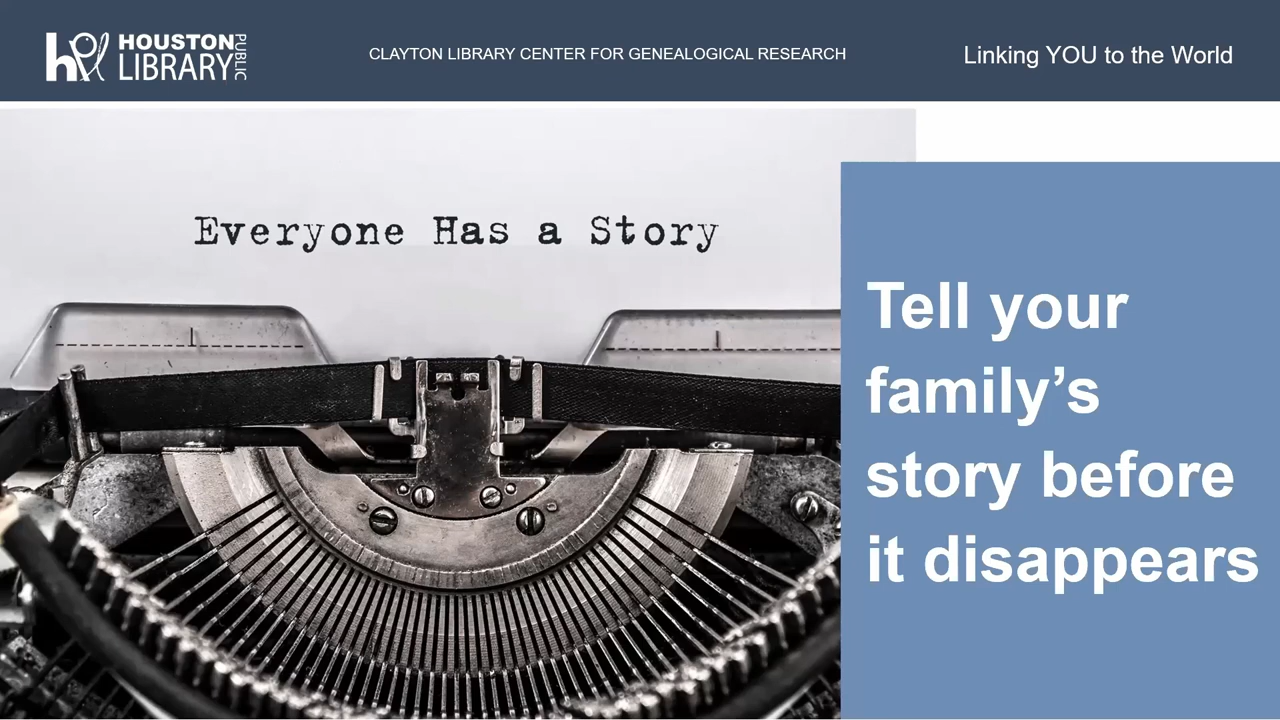 HOUSTON
LIBRARY
PUBLIC
CLAYTON LIBRARY CENTER FOR GENEALOGICAL RESEARCH
Linking YOU to the World
Everyone Has a Story
Tell your
family’s
story before
it disappears